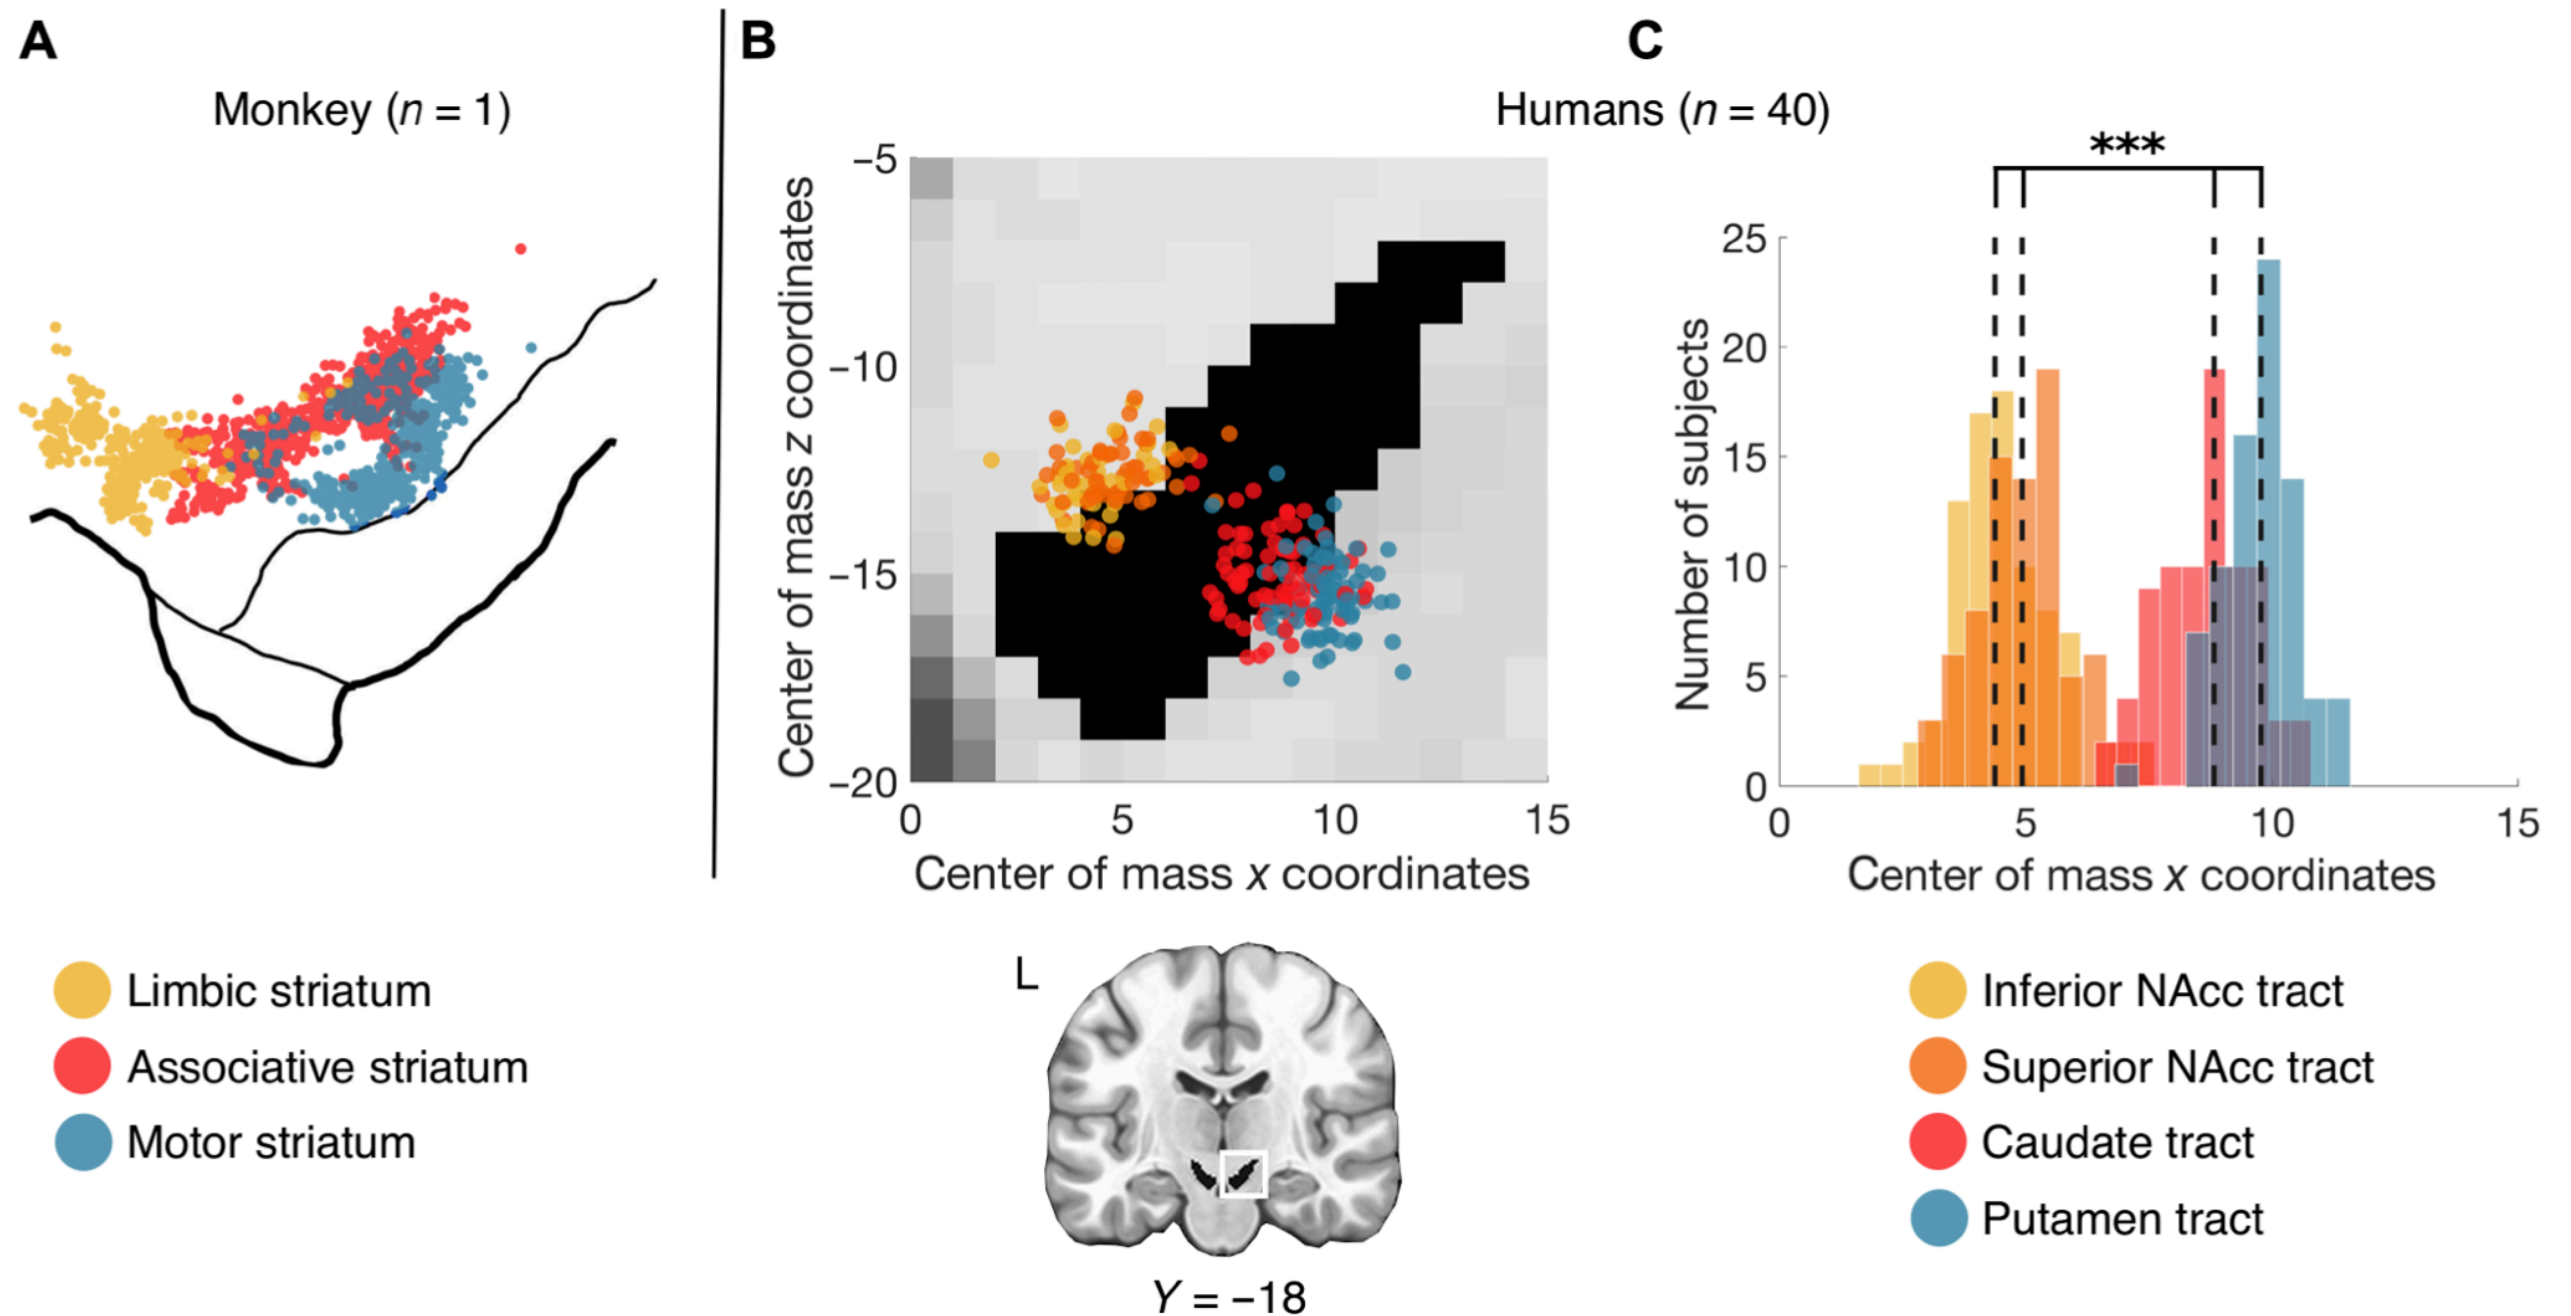 A
B
C
Monkey (n = 1)
Humans (n = 40)
***
Center of mass z coordinates
−5
−10
−15
−20
0 5 10 15
Center of mass x coordinates
Number of subjects
25
20
15
10
5
0
0 5 10 15
Center of mass x coordinates
Limbic striatum
Associative striatum
Motor striatum
L
Y = −18
Inferior NAcc tract
Superior NAcc tract
Caudate tract
Putamen tract